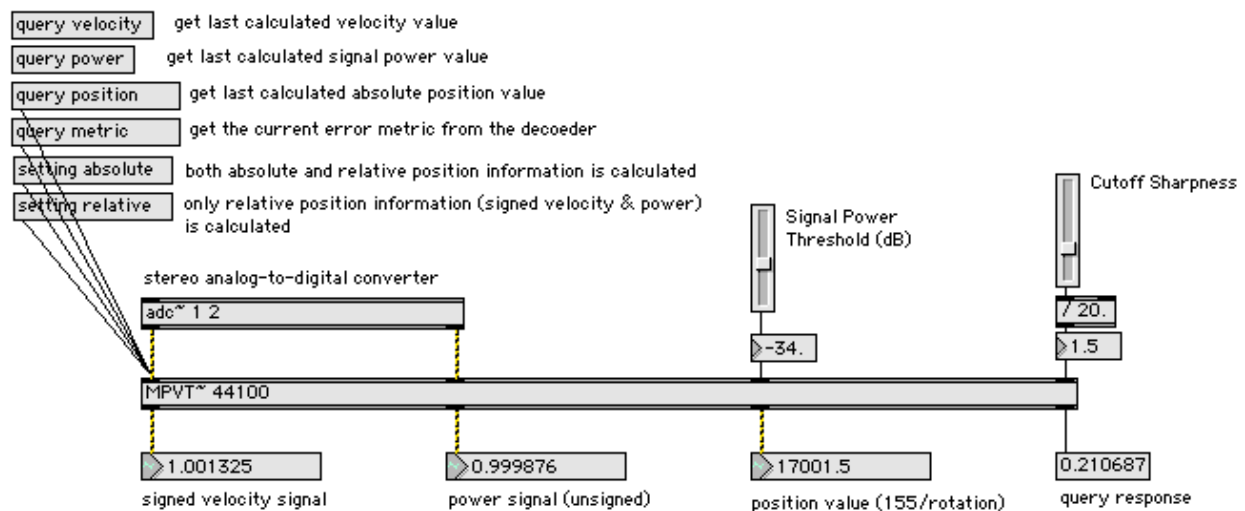 query velocity get last calculated velocity value
query power get last calculated signal power value
query position get last calculated absolute position value
query metric get the current error metric from the decoeder
setting absolute both absolute and relative position information is calculated
setting relative only relative position information (signed velocity & power)
is calculated
Cutoff Sharpness
Signal Power
Threshold (dB)
stereo analog-to-digital converter
adc~ 1 2
/ 20.
-34.
1.5
MPVT~ 44100
1.001325 0.999876 17001.5 0.210687
signed velocity signal power signal (unsigned) position value (155/rotation) query response